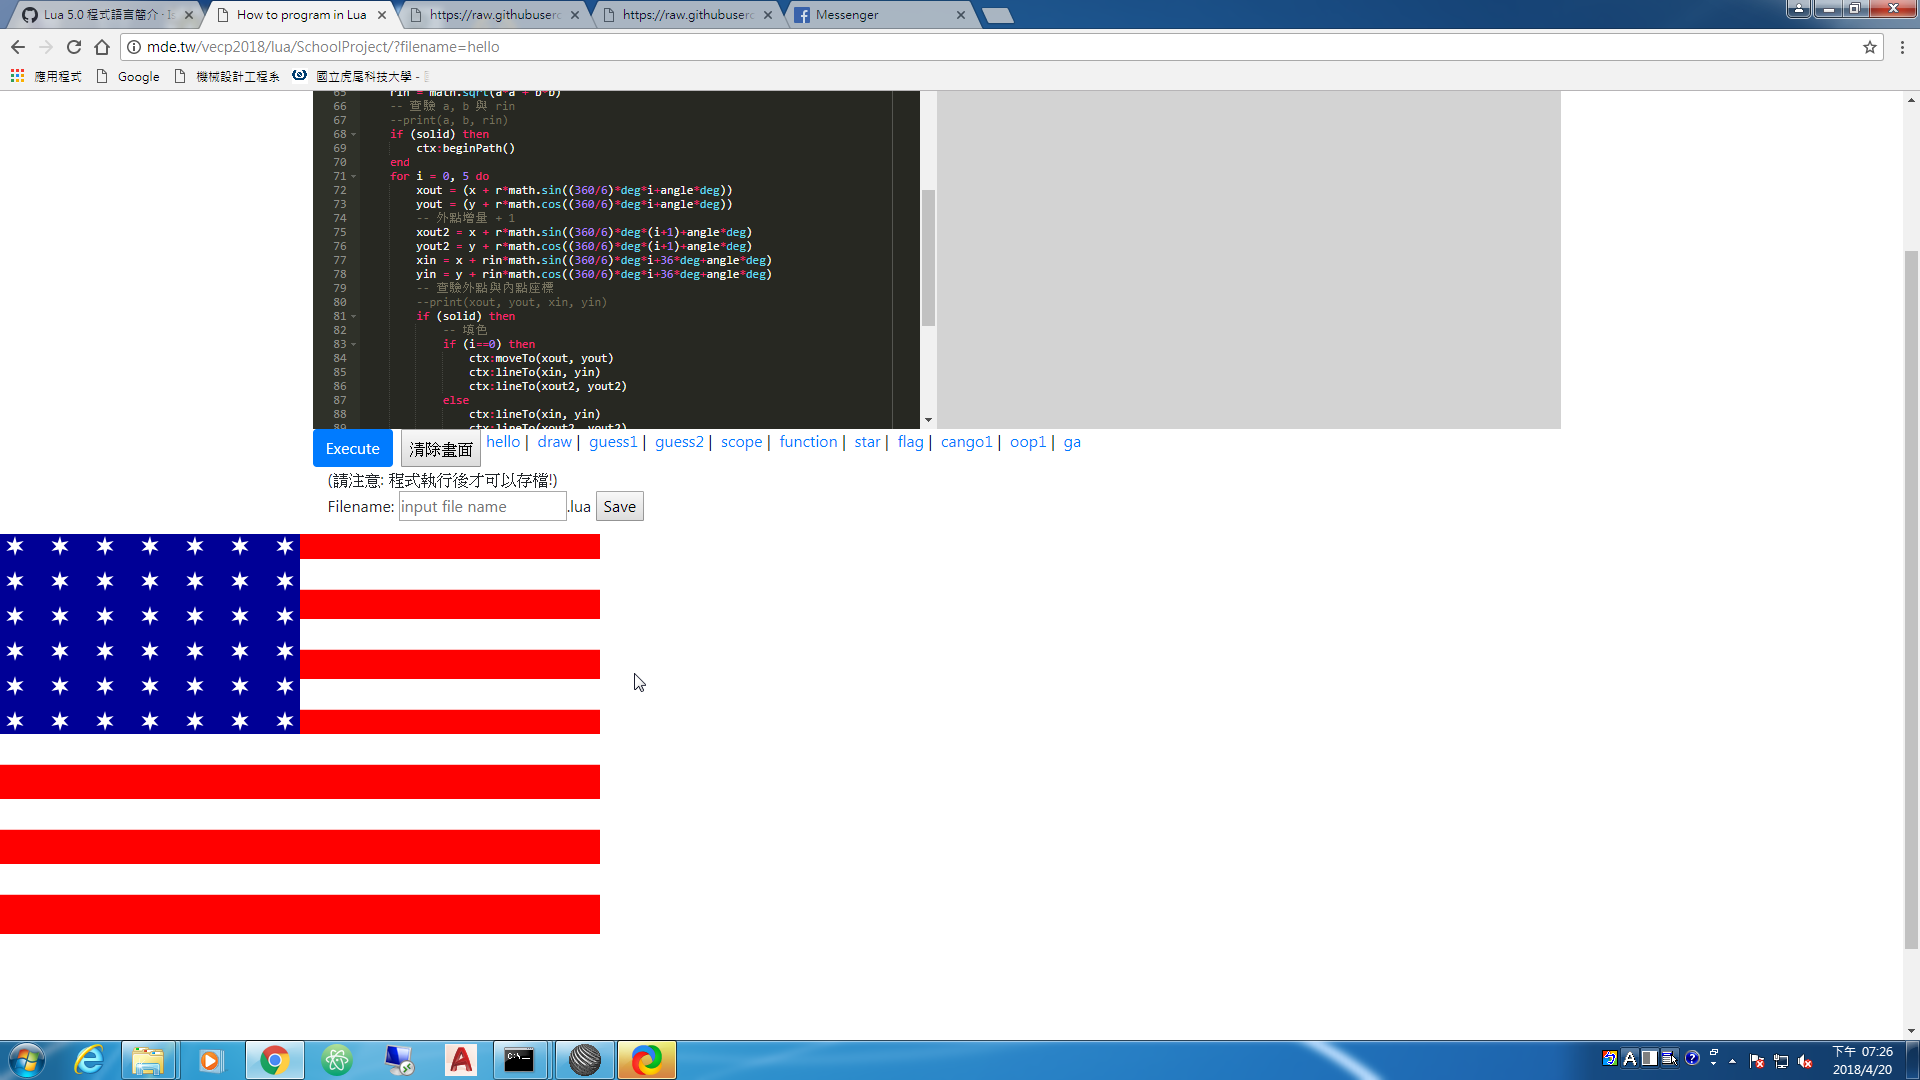 Lua 5.0 程式語言簡介 - Is
How to program in Lua
https://raw.githubuserc
https://raw.githubuserc
Messenger
mde.tw/vecp2018/lua/SchoolProject/?filename=hello
應用程式
Google
機械設計工程系
國立虎尾科技大學 -
65 rin = math.sqrt(a*a + b*b)
66 -- 查驗 a, b 與 rin
67 --print(a, b, rin)
68 if (solid) then
69 ctx:beginPath()
70 end
71 for i = 0, 5 do
72 xout = (x + r*math.sin((360/6)*deg*i+angle*deg))
73 yout = (y + r*math.cos((360/6)*deg*i+angle*deg))
74 -- 外點增量 + 1
75 xout2 = x + r*math.sin((360/6)*deg*(i+1)+angle*deg)
76 yout2 = y + r*math.cos((360/6)*deg*(i+1)+angle*deg)
77 xin = x + rin*math.sin((360/6)*deg*i+36*deg+angle*deg)
78 yin = y + rin*math.cos((360/6)*deg*i+36*deg+angle*deg)
79 -- 查驗外點與內點座標
80 --print(xout, yout, xin, yin)
81 if (solid) then
82 -- 填色
83 if (i==0) then
84 ctx:moveTo(xout, yout)
85 ctx:lineTo(xin, yin)
86 ctx:lineTo(xout2, yout2)
87 else
88 ctx:lineTo(xin, yin)
89 ctx:lineTo(xout2, yout2)
Execute 清除畫面 hello | draw | guess1 | guess2 | scope | function | star | flag | cango1 | oop1 | ga
(請注意: 程式執行後才可以存檔!)
Filename: input file name .lua Save
下午 07:26
2018/4/20